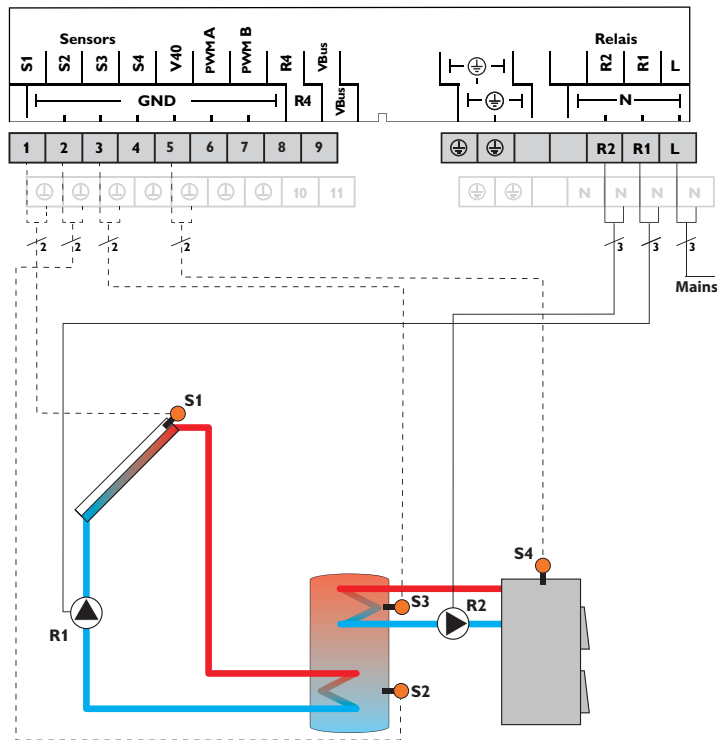 Sensors
Relais
S1 S2 S3 S4 V40 PWM A PWM B R4 VBus
R2 R1 L
GND R4 VBus
N
1 2 3 4 5 6 7 8 9
R2 R1 L
10 11
N N N N
2 2 2 2
3 3 3
Mains
S1
S4
S3
R2
R1
S2